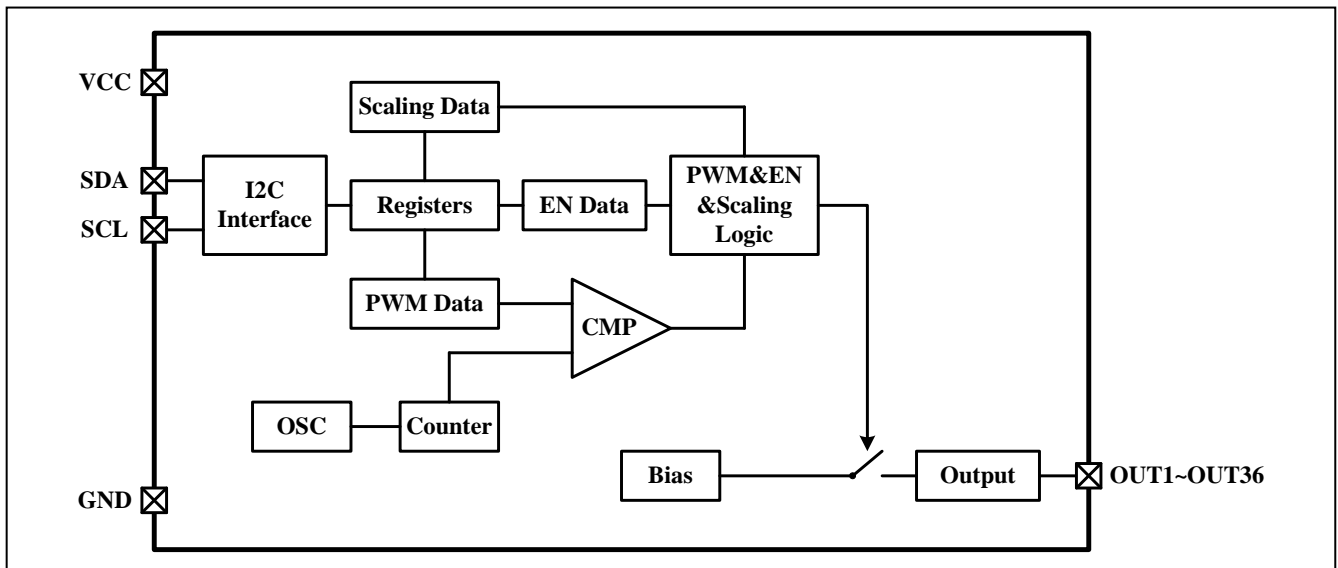 VCC
Scaling Data
SDA
I2C
Interface
Registers
EN Data
PWM&EN
&Scaling
Logic
SCL
PWM Data
CMP
OSC
Counter
Bias
Output
OUT1~OUT36
GND